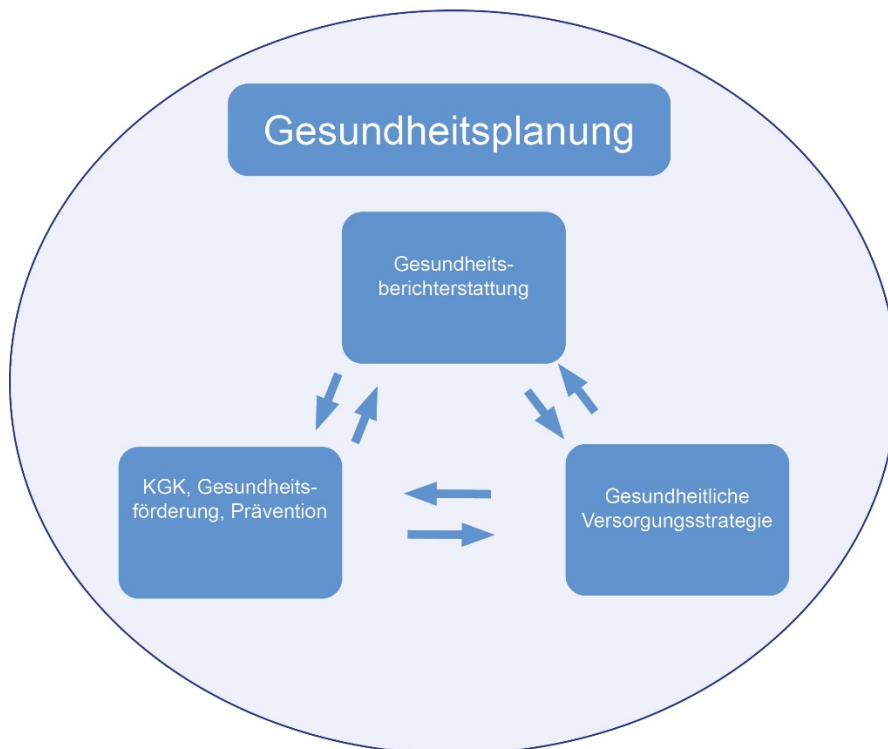 Gesundheitsplanung
Gesundheits-
berichterstattung
KGK, Gesundheits-
förderung, Prävention
Gesundheitliche
Versorgungsstrategie